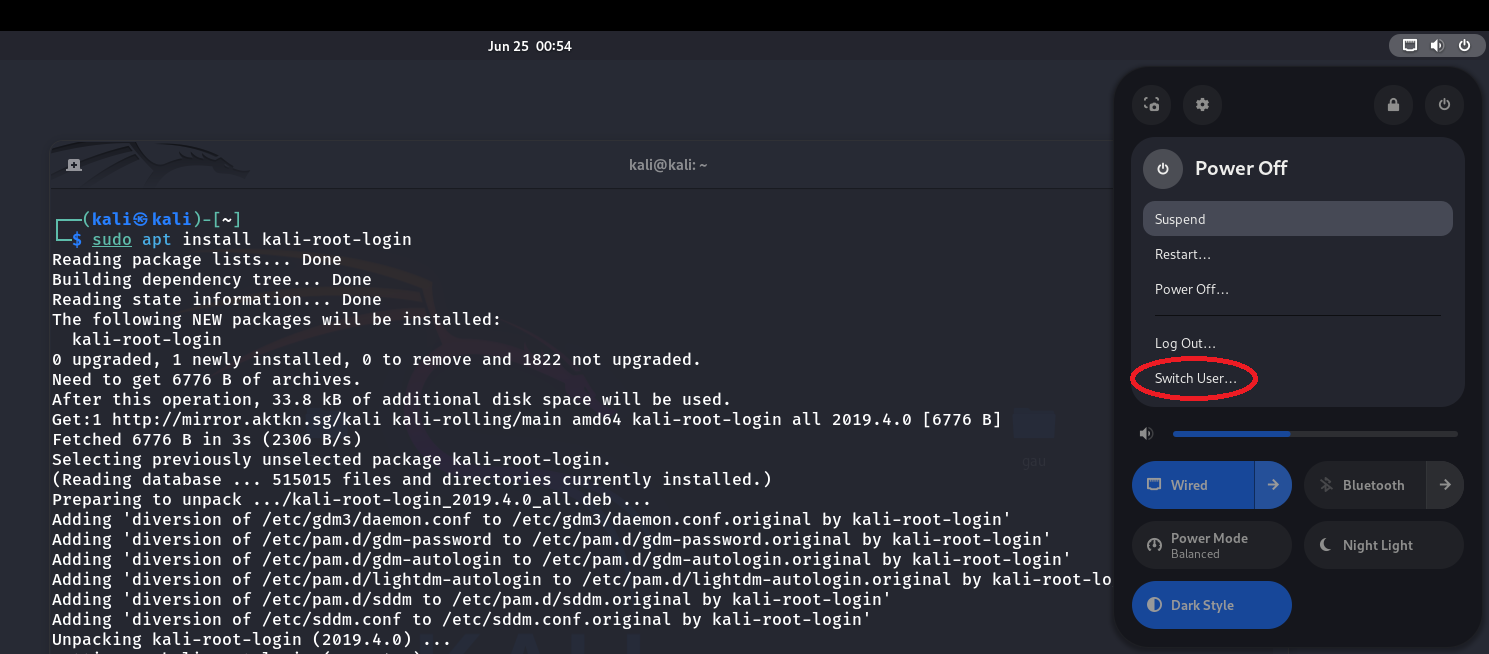 Jun 25 00:54
kali@kali: ~
┌──(kali㉿kali)-[~]
└─$ sudo apt install kali-root-login
Reading package lists... Done
Building dependency tree... Done
Reading state information... Done
The following NEW packages will be installed:
  kali-root-login
0 upgraded, 1 newly installed, 0 to remove and 1822 not upgraded.
Need to get 6776 B of archives.
After this operation, 33.8 kB of additional disk space will be used.
Get:1 http://mirror.aktkn.sg/kali kali-rolling/main amd64 kali-root-login all 2019.4.0 [6776 B]
Fetched 6776 B in 3s (2306 B/s)
Selecting previously unselected package kali-root-login.
(Reading database ... 515015 files and directories currently installed.)
Preparing to unpack .../kali-root-login_2019.4.0_all.deb ...
Adding 'diversion of /etc/gdm3/daemon.conf to /etc/gdm3/daemon.conf.original by kali-root-login'
Adding 'diversion of /etc/pam.d/gdm-password to /etc/pam.d/gdm-password.original by kali-root-login'
Adding 'diversion of /etc/pam.d/gdm-autologin to /etc/pam.d/gdm-autologin.original by kali-root-login'
Adding 'diversion of /etc/pam.d/lightdm-autologin to /etc/pam.d/lightdm-autologin.original by kali-root-lo
Adding 'diversion of /etc/pam.d/sddm to /etc/pam.d/sddm.original by kali-root-login'
Adding 'diversion of /etc/sddm.conf to /etc/sddm.conf.original by kali-root-login'
Unpacking kali-root-login (2019.4.0) ...
gau
Power Off
Suspend
Restart...
Power Off...
Log Out...
Switch User...
Wired
Bluetooth
Power Mode
Balanced
Night Light
Dark Style